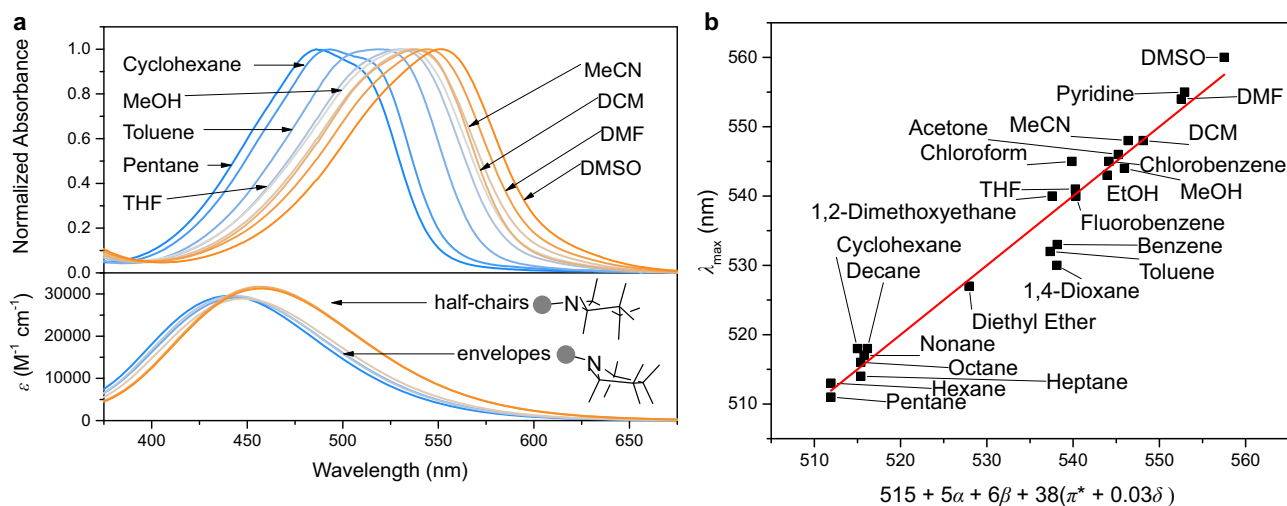 a
Normalized Absorbance
1.0
0.8
0.6
0.4
0.2
0.0
Cyclohexane
MeOH
Toluene
Pentane
THF
MeCN
DCM
DMF
DMSO
ε (M⁻¹ cm⁻¹)
30000
20000
10000
0
half-chairs
N
envelopes
N
400 450 500 550 600 650
Wavelength (nm)
b
λmax (nm)
560
550
540
530
520
510
DMSO
Pyridine
DMF
MeCN
DCM
Acetone
Chloroform
Chlorobenzene
MeOH
EtOH
THF
1,2-Dimethoxyethane
Fluorobenzene
Benzene
Toluene
1,4-Dioxane
Cyclohexane
Decane
Diethyl Ether
Nonane
Octane
Heptane
Hexane
Pentane
510 520 530 540 550 560
515 + 5α + 6β + 38(π* + 0.03δ )